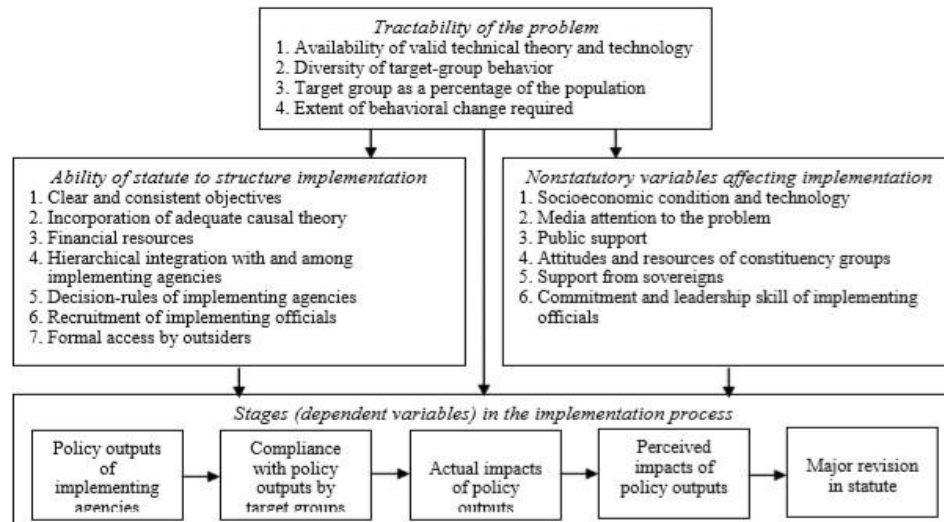 Tractability of the problem
1. Availability of valid technical theory and technology
2. Diversity of target-group behavior
3. Target group as a percentage of the population
4. Extent of behavioral change required
Ability of statute to structure implementation
1. Clear and consistent objectives
2. Incorporation of adequate causal theory
3. Financial resources
4. Hierarchical integration with and among
implementing agencies
5. Decision-rules of implementing agencies
6. Recruitment of implementing officials
7. Formal access by outsiders
Nonstatutory variables affecting implementation
1. Socioeconomic condition and technology
2. Media attention to the problem
3. Public support
4. Attitudes and resources of constituency groups
5. Support from sovereigns
6. Commitment and leadership skill of implementing
officials
Stages (dependent variables) in the implementation process
Policy outputs
of
implementing
agencies
Compliance
with policy
outputs by
target groups
Actual impacts
of policy
outputs
Perceived
impacts of
policy outputs
Major revision
in statute